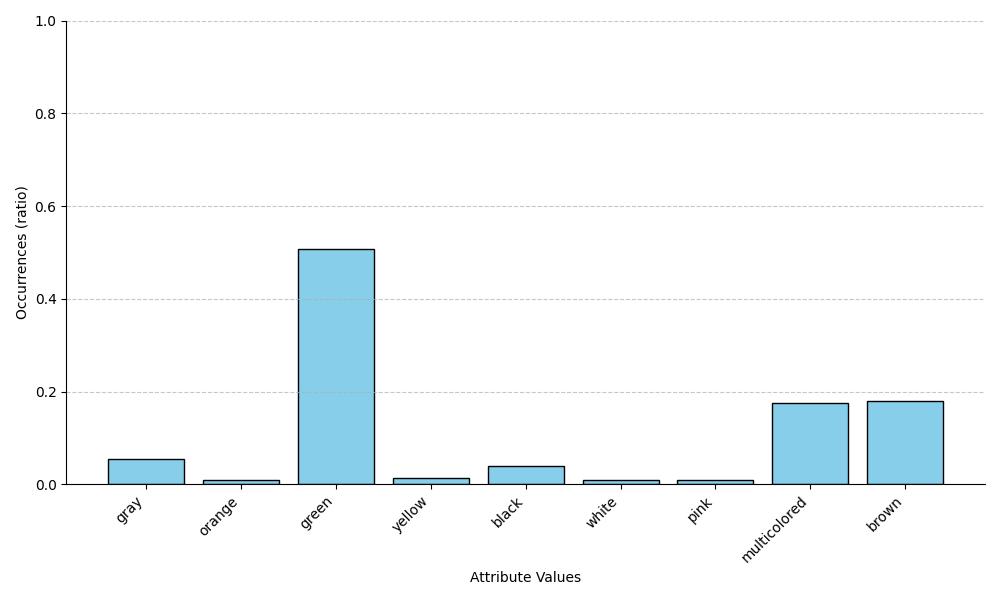 1.0
0.8
0.6
0.4
0.2
0.0
Occurrences (ratio)
gray
orange
green
yellow
black
white
pink
multicolored
brown
Attribute Values